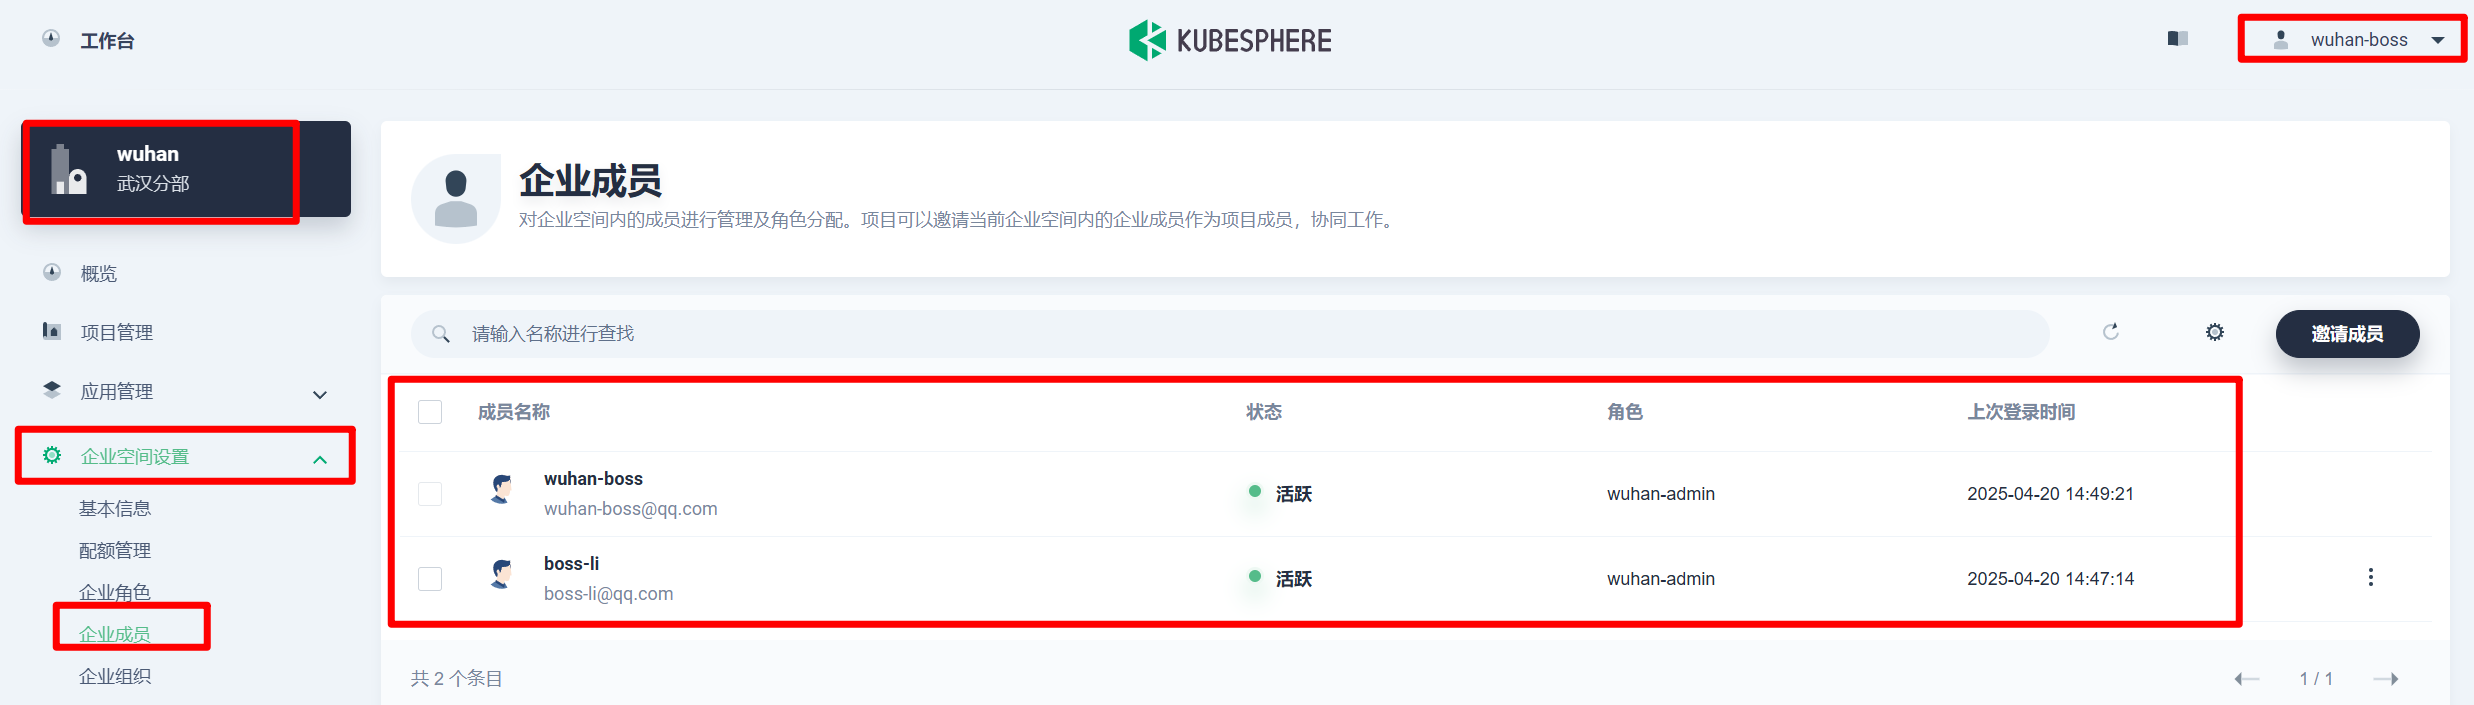 工作台
KUBESPHERE
wuhan-boss
wuhan
武汉分部
概览
项目管理
应用管理
企业空间设置
基本信息
配额管理
企业角色
企业成员
企业组织
企业成员
对企业空间内的成员进行管理及角色分配。项目可以邀请当前企业空间内的企业成员作为项目成员，协同工作。
请输入名称进行查找
邀请成员
成员名称 状态 角色 上次登录时间
wuhan-boss
wuhan-boss@qq.com
活跃 wuhan-admin 2025-04-20 14:49:21
boss-li
boss-li@qq.com
活跃 wuhan-admin 2025-04-20 14:47:14
共 2 个条目
1 / 1